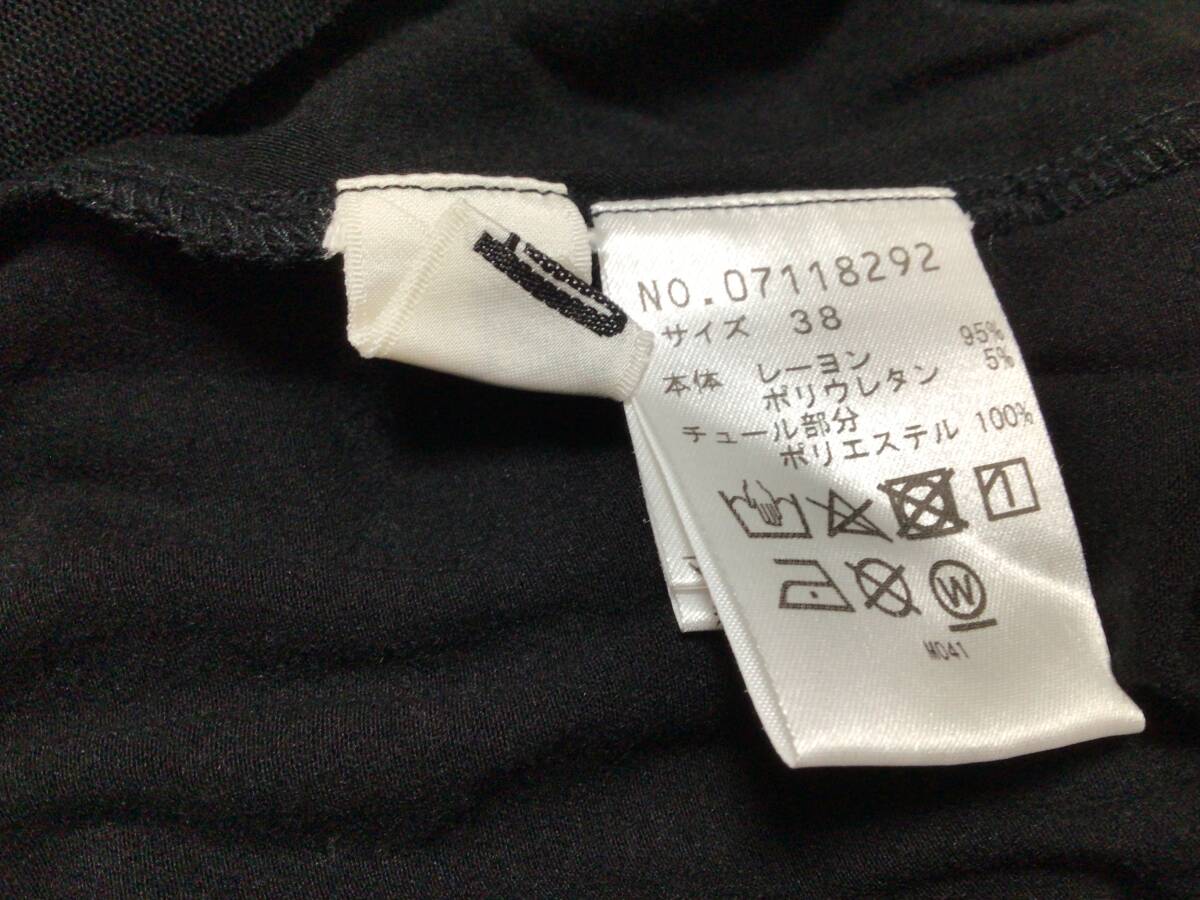 NO.07118292
サイズ 38
本体 レーヨン 95%
ポリウレタン 5%
チュール部分
ポリエステル 100%
W
M041